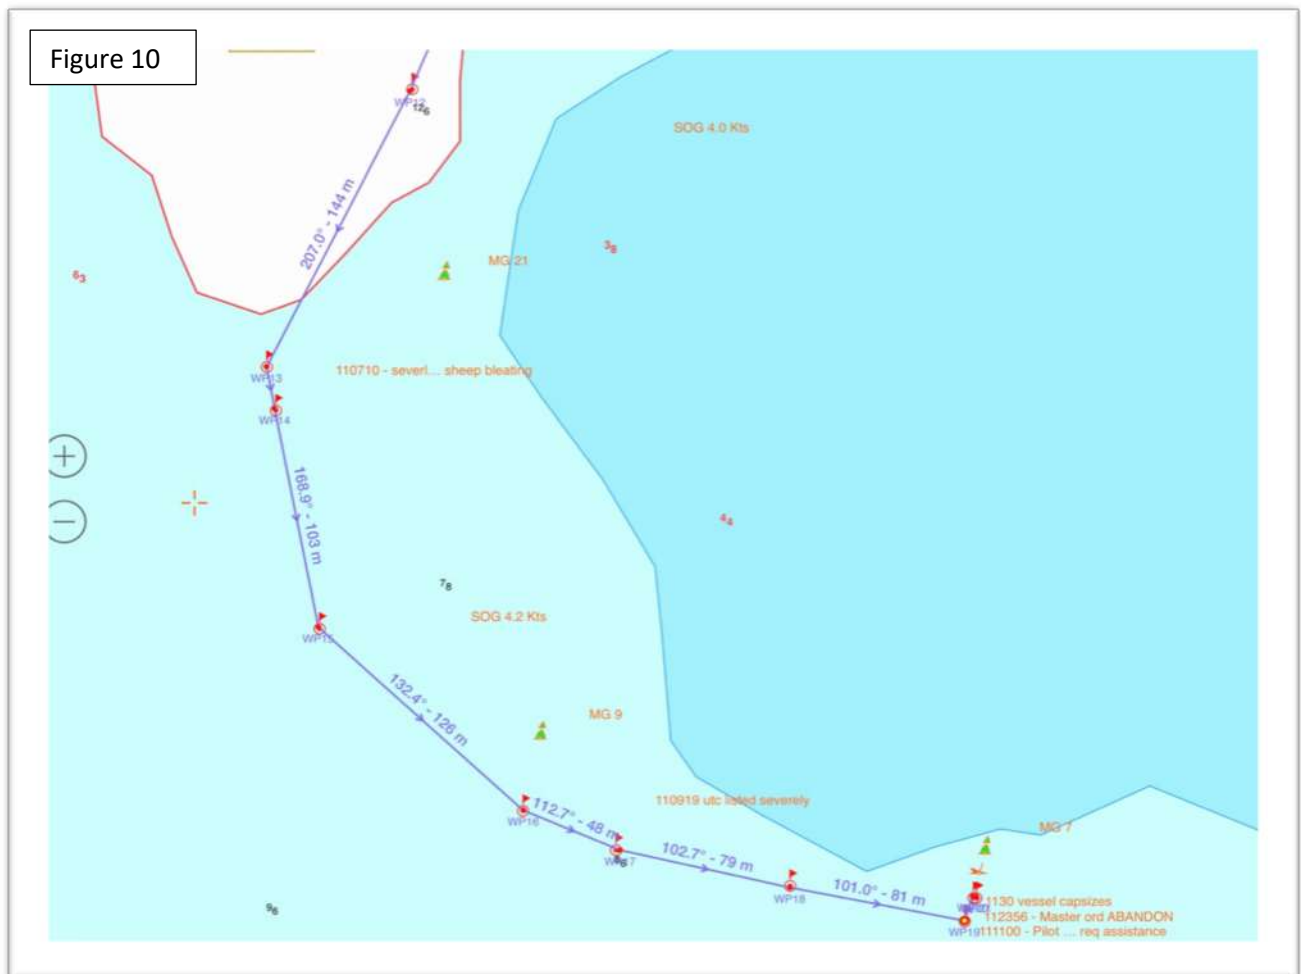 Figure 10
WP12
12₆
SOG 4.0 Kts
207.0° - 144 m
3₈
MG 21
6₃
110710 - severl... sheep bleating
WP13
WP14
168.9° - 103 m
4₄
7₈
SOG 4.2 Kts
WP15
132.4° - 126 m
MG 9
110919 utc listed severely
112.7° - 48 m
WP16
MG 7
102.7° - 79 m
WP17
101.0° - 81 m
WP18
1130 vessel capsizes
9₆
112356 - Master ord ABANDON
WP19
111100 - Pilot ... req assistance